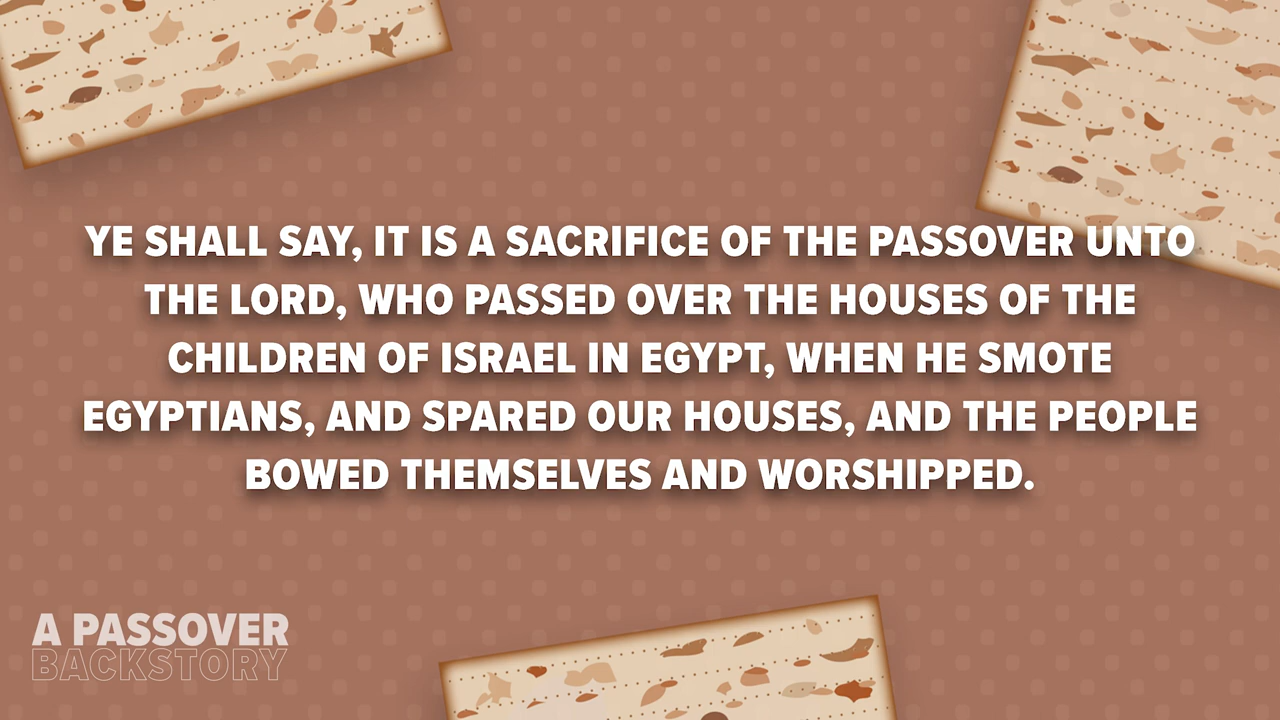 YE SHALL SAY, IT IS A SACRIFICE OF THE PASSOVER UNTO
THE LORD, WHO PASSED OVER THE HOUSES OF THE
CHILDREN OF ISRAEL IN EGYPT, WHEN HE SMOTE
EGYPTIANS, AND SPARED OUR HOUSES, AND THE PEOPLE
BOWED THEMSELVES AND WORSHIPPED.
A PASSOVER
BACKSTORY